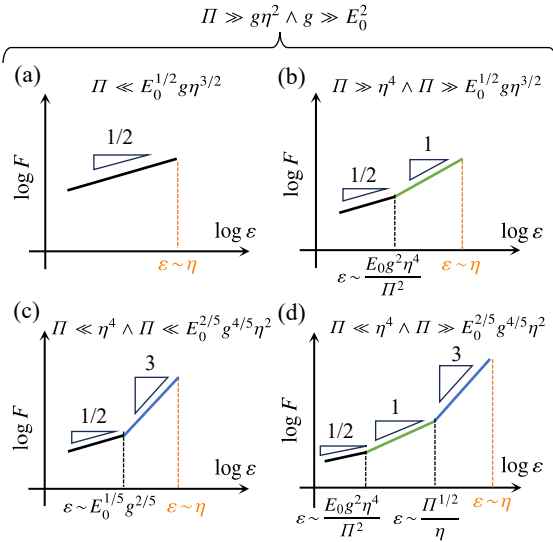 Π ≫ gη² ∧ g ≫ E₀²
(a)
Π ≪ E₀^{1/2}gη^{3/2}
1/2
log F
log ε
ε∼η
(b)
Π ≫ η⁴ ∧ Π ≫ E₀^{1/2}gη^{3/2}
1
1/2
log F
log ε
ε∼E₀g²η⁴/Π²
ε∼η
(c)
Π ≪ η⁴ ∧ Π ≪ E₀^{2/5}g^{4/5}η²
3
1/2
log F
log ε
ε∼E₀^{1/5}g^{2/5}
ε∼η
(d)
Π ≪ η⁴ ∧ Π ≫ E₀^{2/5}g^{4/5}η²
3
1
1/2
log F
log ε
ε∼E₀g²η⁴/Π²
ε∼Π^{1/2}/η
ε∼η